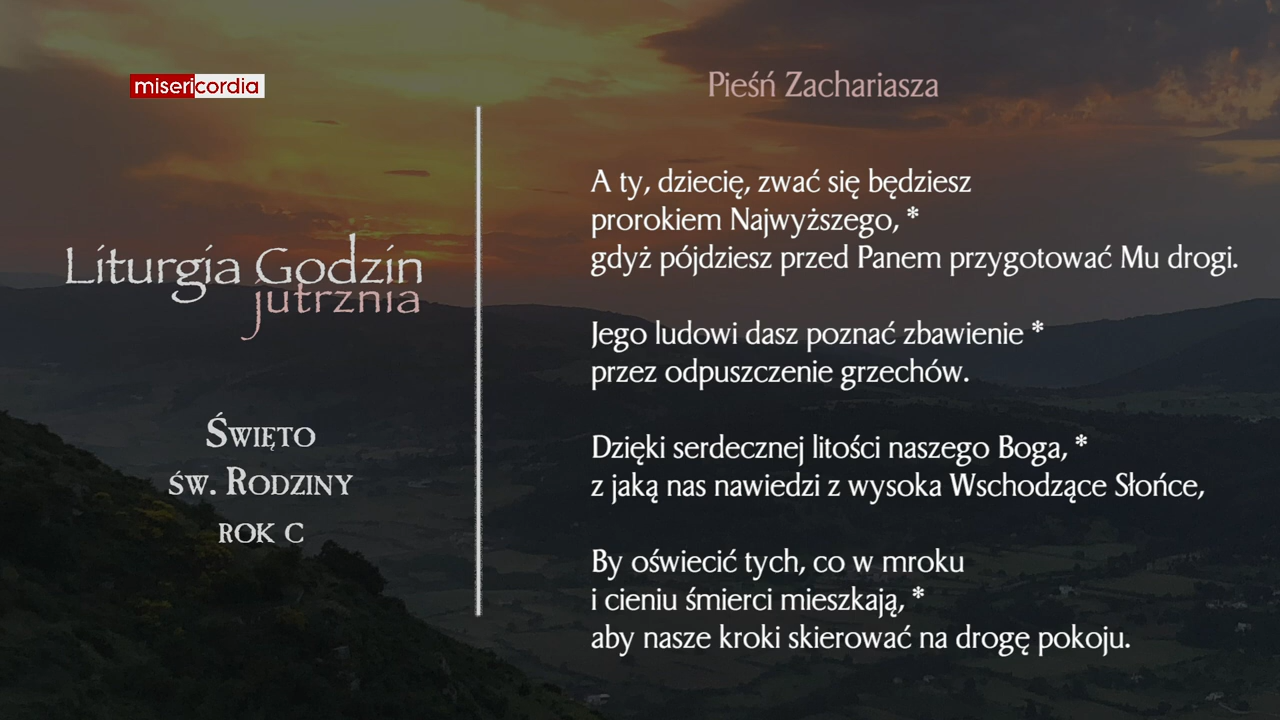 misericordia
Liturgia Godzin
jutrznia
Święto
św. Rodziny
rok C
Pieśń Zachariasza
A ty, dziecię, zwać się będziesz
prorokiem Najwyższego, *
gdyż pójdziesz przed Panem przygotować Mu drogi.
Jego ludowi dasz poznać zbawienie *
przez odpuszczenie grzechów.
Dzięki serdecznej litości naszego Boga, *
z jaką nas nawiedzi z wysoka Wschodzące Słońce,
By oświecić tych, co w mroku
i cieniu śmierci mieszkają, *
aby nasze kroki skierować na drogę pokoju.